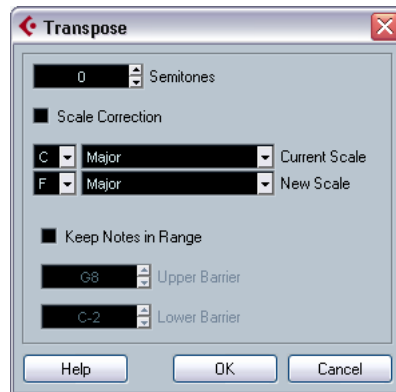 Transpose
0 Semitones
Scale Correction
C Major Current Scale
F Major New Scale
Keep Notes in Range
G8 Upper Barrier
C-2 Lower Barrier
Help OK Cancel